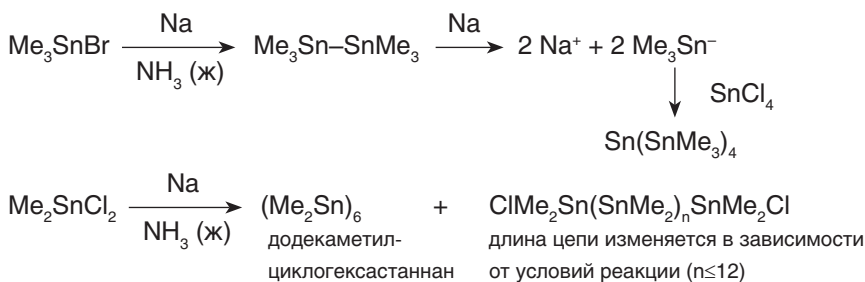 Me₃SnBr Na NH₃ (ж) Me₃Sn–SnMe₃ Na 2 Na⁺ + 2 Me₃Sn⁻
SnCl₄
Sn(SnMe₃)₄
Me₂SnCl₂ Na NH₃ (ж) (Me₂Sn)₆ + ClMe₂Sn(SnMe₂)ₙSnMe₂Cl
додекаметил- длина цепи изменяется в зависимости
циклогексастаннан от условий реакции (n≤12)